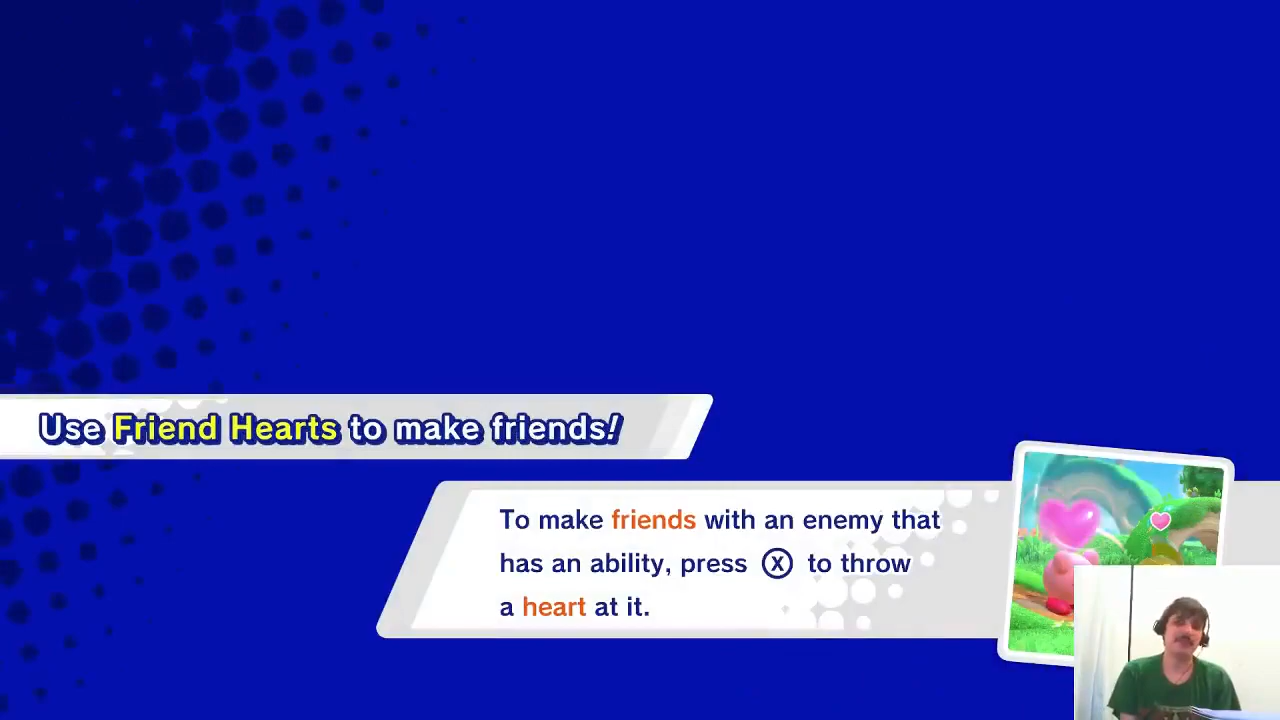 Use Friend Hearts to make friends!
To make friends with an enemy that
has an ability, press Ⓧ to throw
a heart at it.